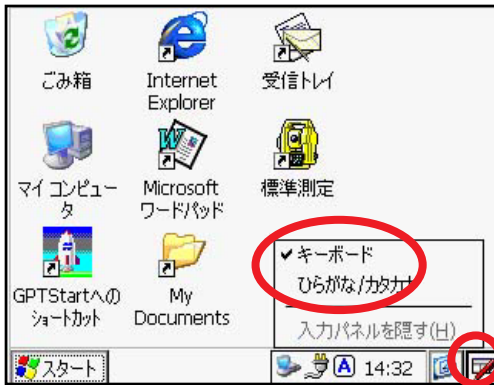 ごみ箱
Internet
Explorer
受信トレイ
マイ コンピュー
タ
Microsoft
ワードパッド
標準測定
GPTStartへの
ショートカット
My
Documents
✓キーボード
ひらがな/カタカナ
入力パネルを隠す(H)
スタート
A 14:32